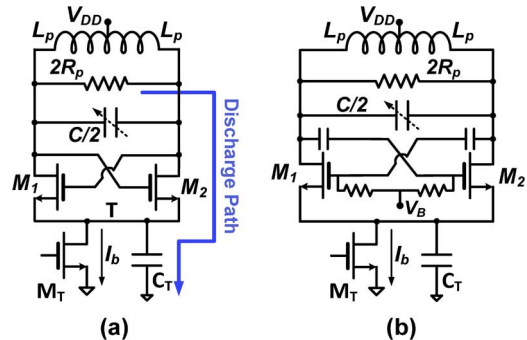 V_DD
L_p L_p
2R_p
C/2
M_1 M_2
T
I_b
M_T C_T
Discharge Path
(a)
V_DD
L_p L_p
2R_p
C/2
M_1 M_2
V_B
I_b
M_T C_T
(b)